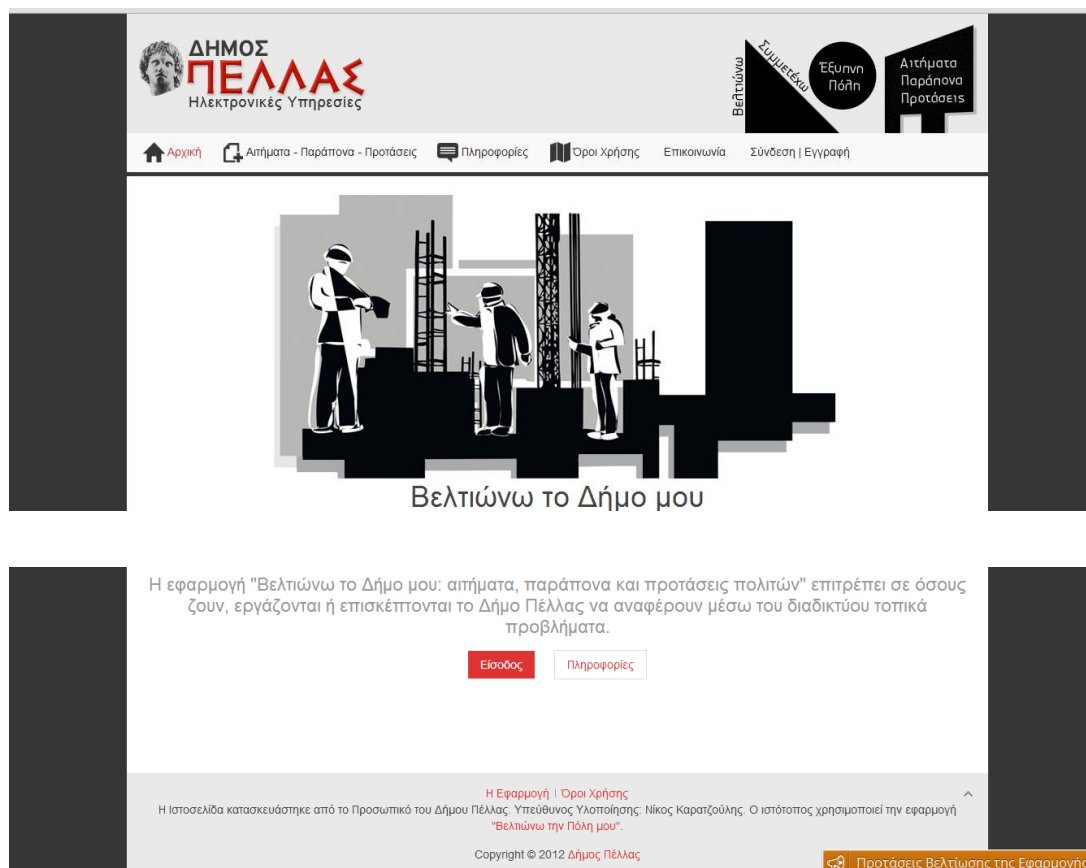 ΔΗΜΟΣ
ΠΕΛΛΑΣ
Ηλεκτρονικές Υπηρεσίες
Βελτιώνω
Συμμετέχω
Έξυπνη
Πόλη
Αιτήματα
Παράπονα
Προτάσεις
Αρχική Αιτήματα - Παράπονα - Προτάσεις Πληροφορίες Όροι Χρήσης Επικοινωνία Σύνδεση | Εγγραφή
Βελτιώνω το Δήμο μου
Η εφαρμογή "Βελτιώνω το Δήμο μου: αιτήματα, παράπονα και προτάσεις πολιτών" επιτρέπει σε όσους
ζουν, εργάζονται ή επισκέπτονται το Δήμο Πέλλας να αναφέρουν μέσω του διαδικτύου τοπικά
προβλήματα.
Είσοδος Πληροφορίες
Η Εφαρμογή | Όροι Χρήσης
Η Ιστοσελίδα κατασκευάστηκε από το Προσωπικό του Δήμου Πέλλας. Υπεύθυνος Υλοποίησης: Νίκος Καρατζούλης. Ο ιστότοπος χρησιμοποιεί την εφαρμογή
"Βελτιώνω την Πόλη μου".
Copyright © 2012 Δήμος Πέλλας
Προτάσεις Βελτίωσης της Εφαρμογής